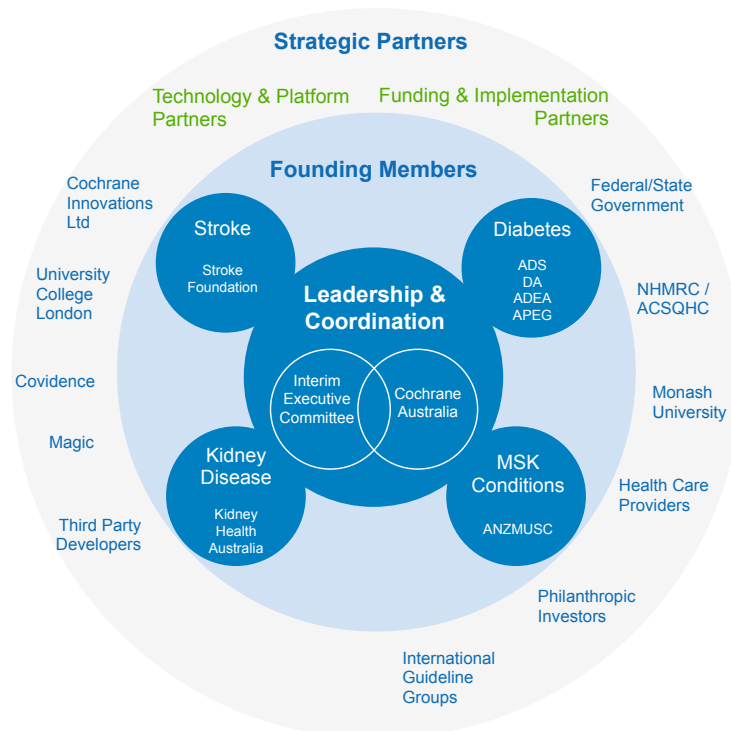 Strategic Partners
Technology & Platform
Partners
Funding & Implementation
Partners
Founding Members
Cochrane
Innovations
Ltd
University
College
London
Covidence
Magic
Third Party
Developers
Stroke
Stroke
Foundation
Diabetes
ADS
DA
ADEA
APEG
Leadership &
Coordination
Interim
Executive
Committee
Cochrane
Australia
Kidney
Disease
Kidney
Health
Australia
MSK
Conditions
ANZMUSC
Federal/State
Government
NHMRC /
ACSQHC
Monash
University
Health Care
Providers
Philanthropic
Investors
International
Guideline
Groups